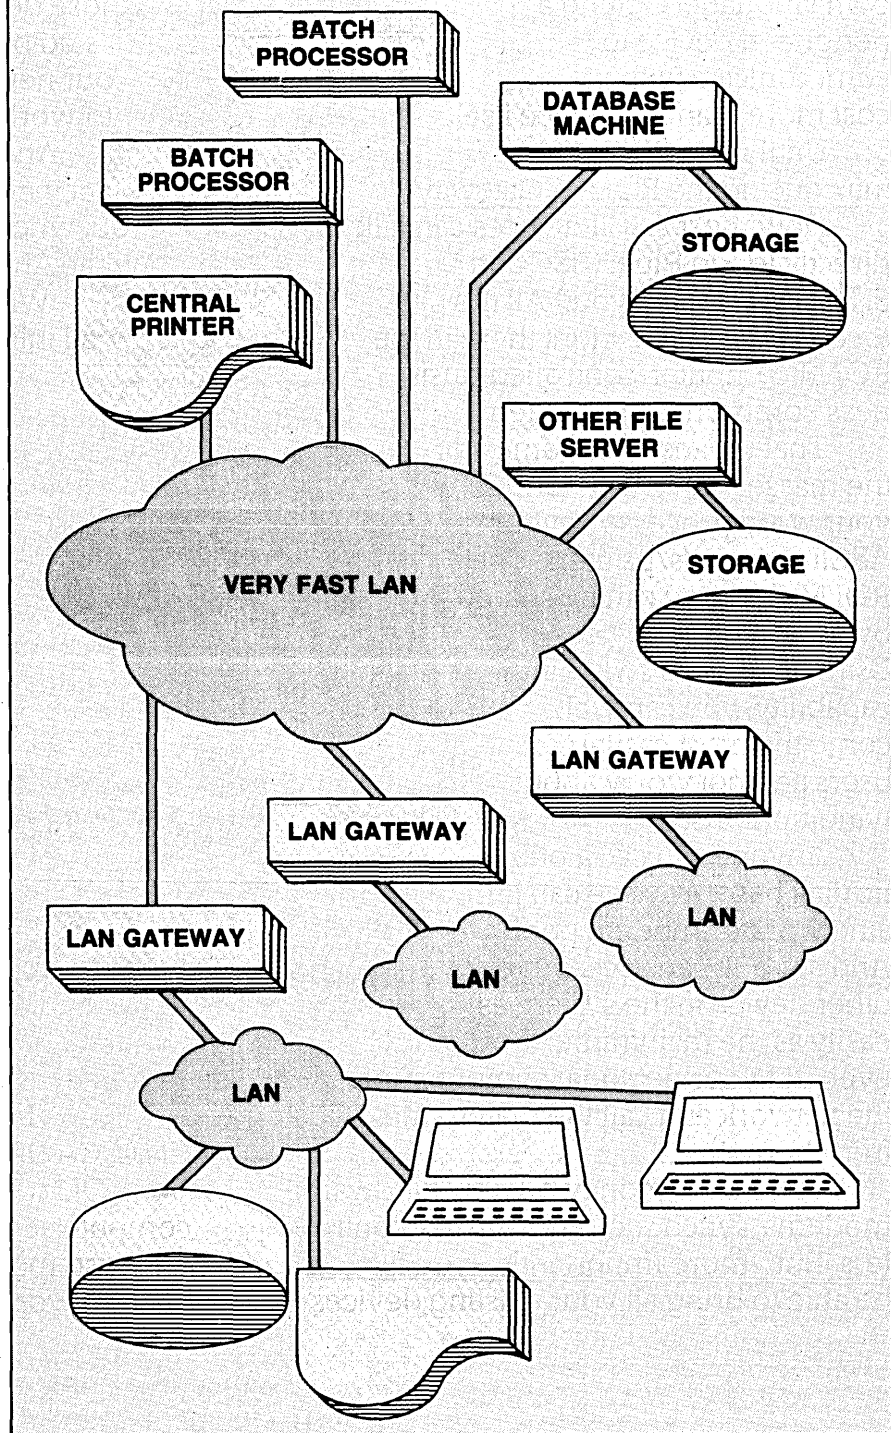 BATCH
PROCESSOR
DATABASE
MACHINE
BATCH
PROCESSOR
STORAGE
CENTRAL
PRINTER
OTHER FILE
SERVER
VERY FAST LAN
STORAGE
LAN GATEWAY
LAN GATEWAY
LAN
LAN GATEWAY
LAN
LAN